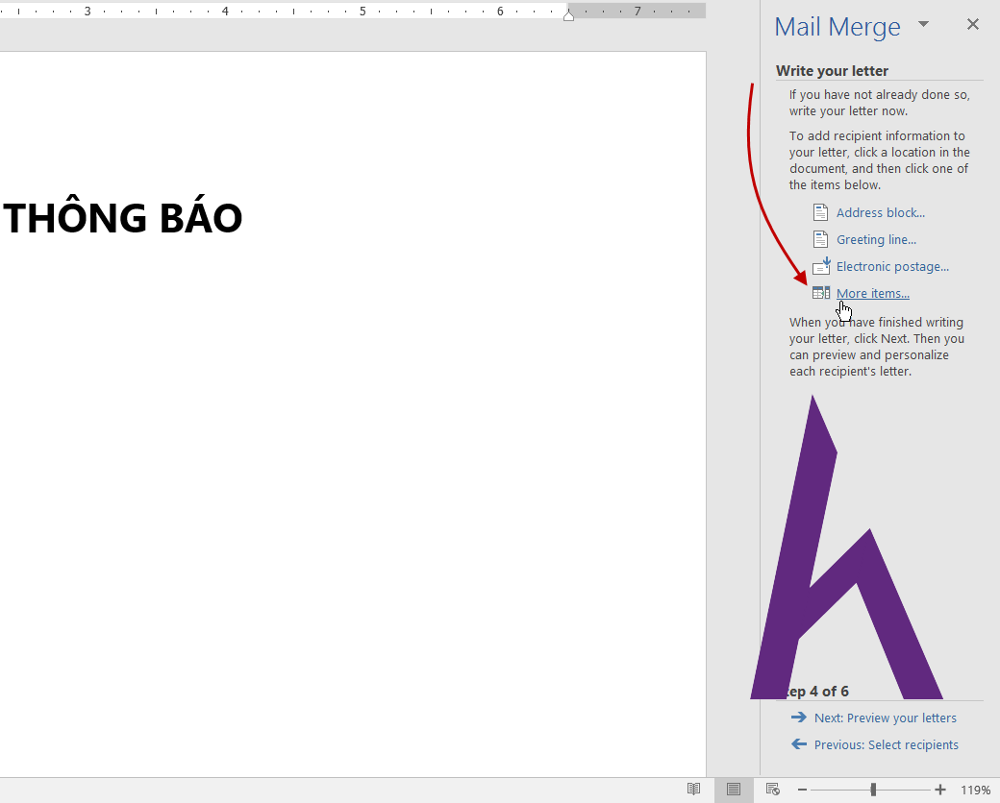 3 4 5 6 7
THÔNG BÁO
Mail Merge
Write your letter
If you have not already done so,
write your letter now.
To add recipient information to
your letter, click a location in the
document, and then click one of
the items below.
Address block...
Greeting line...
Electronic postage...
More items...
When you have finished writing
your letter, click Next. Then you
can preview and personalize
each recipient's letter.
tep 4 of 6
Next: Preview your letters
Previous: Select recipients
119%